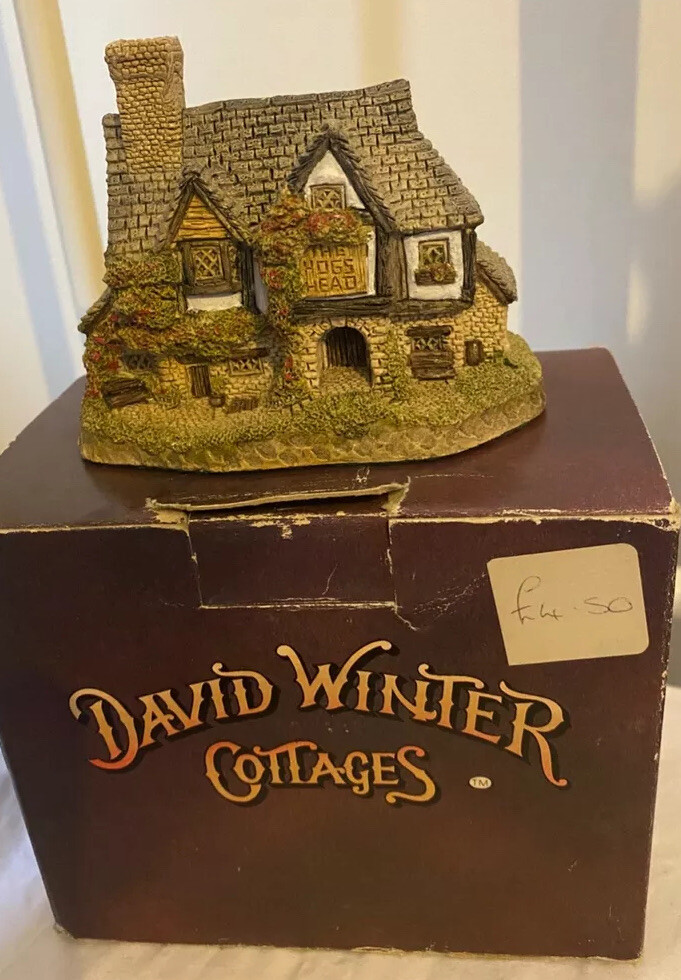 THE
HOGS
HEAD
£4.50
DAVID WINTER
COTTAGES
TM